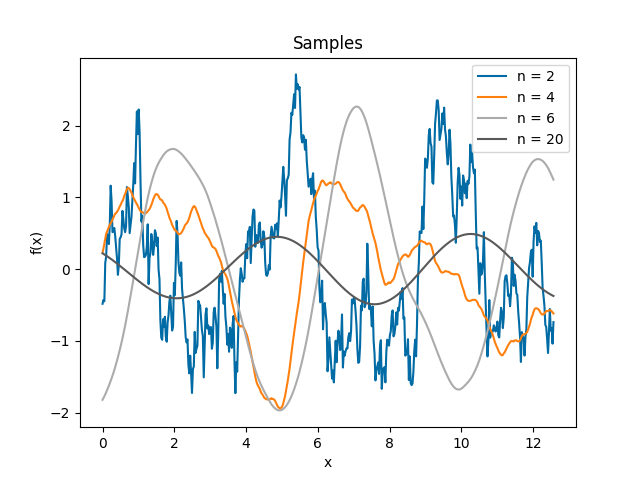 Samples
n = 2
n = 4
n = 6
n = 20
f(x)
2
1
0
−1
−2
0 2 4 6 8 10 12
x